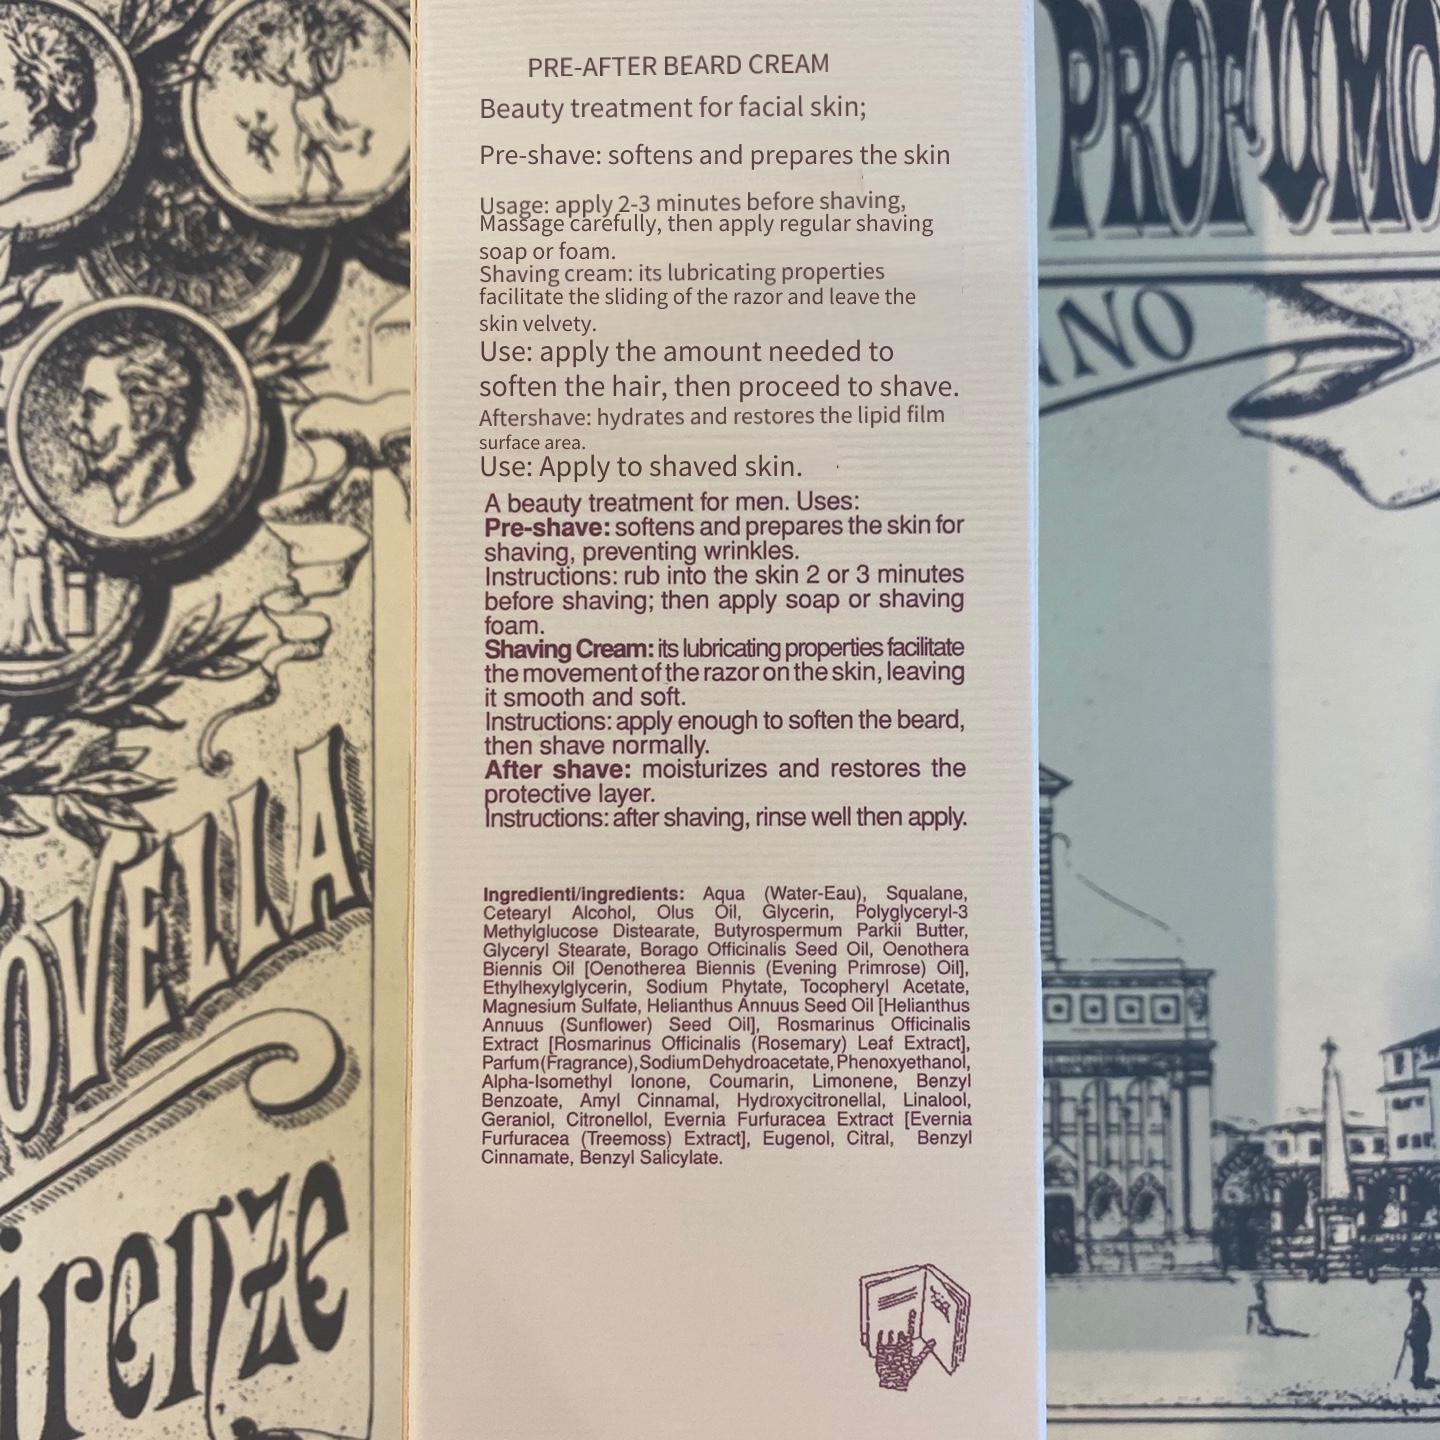 PROFUMO
NO
OVELLA
irenze
PRE-AFTER BEARD CREAM
Beauty treatment for facial skin;
Pre-shave: softens and prepares the skin
Usage: apply 2-3 minutes before shaving,
Massage carefully, then apply regular shaving
soap or foam.
Shaving cream: its lubricating properties
facilitate the sliding of the razor and leave the
skin velvety.
Use: apply the amount needed to
soften the hair, then proceed to shave.
Aftershave: hydrates and restores the lipid film
surface area.
Use: Apply to shaved skin.
A beauty treatment for men. Uses:
Pre-shave: softens and prepares the skin for
shaving, preventing wrinkles.
Instructions: rub into the skin 2 or 3 minutes
before shaving; then apply soap or shaving
foam.
Shaving Cream: its lubricating properties facilitate
the movement of the razor on the skin, leaving
it smooth and soft.
Instructions: apply enough to soften the beard,
then shave normally.
After shave: moisturizes and restores the
protective layer.
Instructions: after shaving, rinse well then apply.
Ingredienti/ingredients: Aqua (Water-Eau), Squalane,
Cetearyl Alcohol, Olus Oil, Glycerin, Polyglyceryl-3
Methylglucose Distearate, Butyrospermum Parkii Butter,
Glyceryl Stearate, Borago Officinalis Seed Oil, Oenothera
Biennis Oil [Oenotherea Biennis (Evening Primrose) Oil],
Ethylhexylglycerin, Sodium Phytate, Tocopheryl Acetate,
Magnesium Sulfate, Helianthus Annuus Seed Oil [Helianthus
Annuus (Sunflower) Seed Oil], Rosmarinus Officinalis
Extract [Rosmarinus Officinalis (Rosemary) Leaf Extract],
Parfum (Fragrance), Sodium Dehydroacetate, Phenoxyethanol,
Alpha-Isomethyl Ionone, Coumarin, Limonene, Benzyl
Benzoate, Amyl Cinnamal, Hydroxycitronellal, Linalool,
Geraniol, Citronellol, Evernia Furfuracea Extract [Evernia
Furfuracea (Treemoss) Extract], Eugenol, Citral, Benzyl
Cinnamate, Benzyl Salicylate.